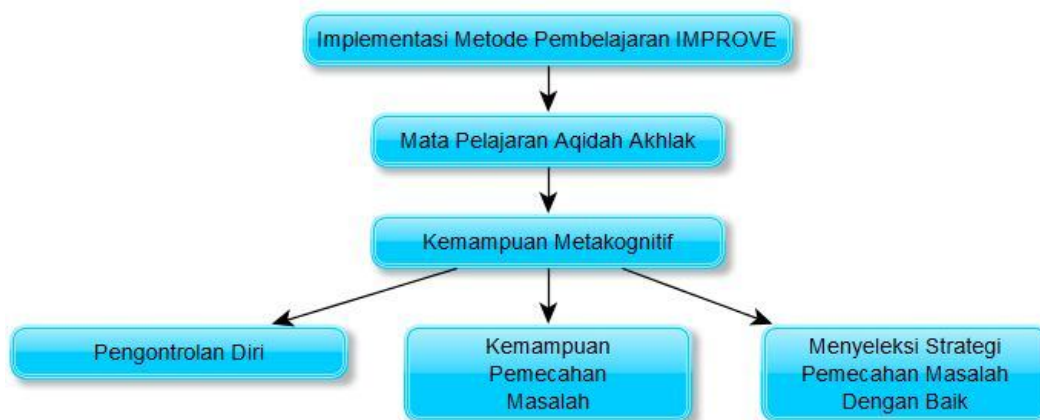 Implementasi Metode Pembelajaran IMPROVE
Mata Pelajaran Aqidah Akhlak
Kemampuan Metakognitif
Pengontrolan Diri
Kemampuan
Pemecahan
Masalah
Menyeleksi Strategi
Pemecahan Masalah
Dengan Baik